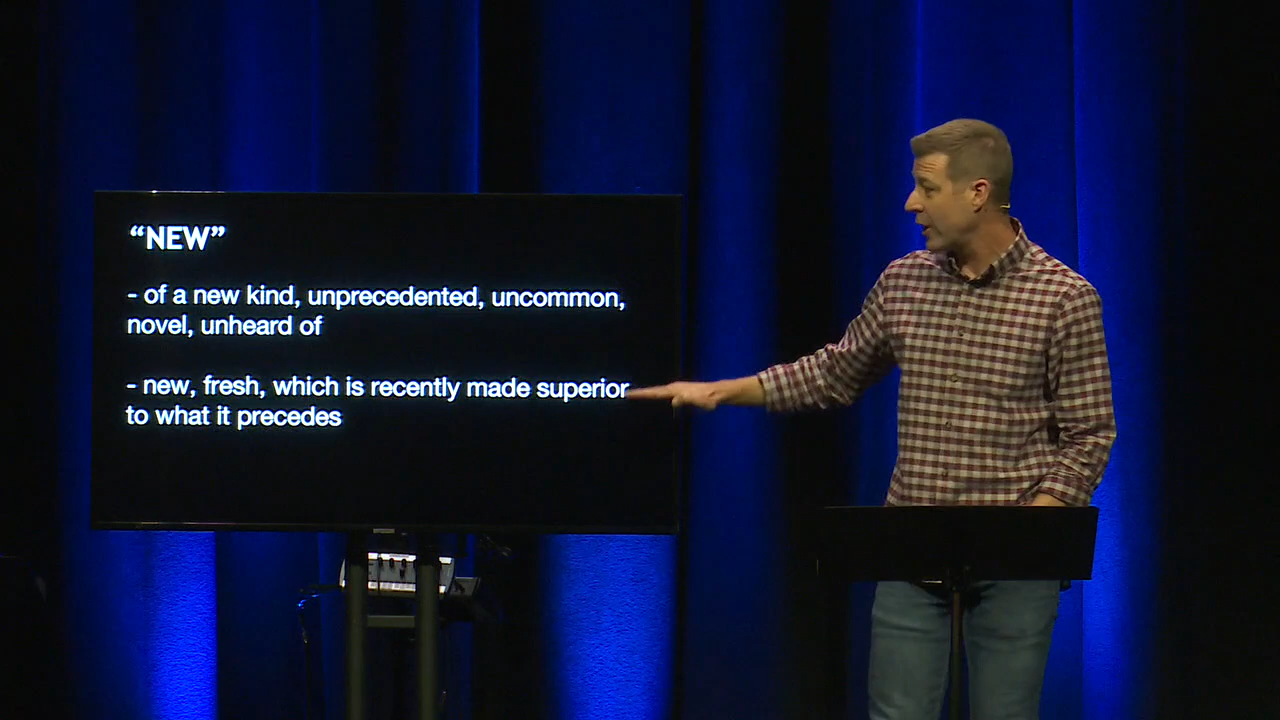 “NEW”
- of a new kind, unprecedented, uncommon,
novel, unheard of
- new, fresh, which is recently made superior
to what it precedes